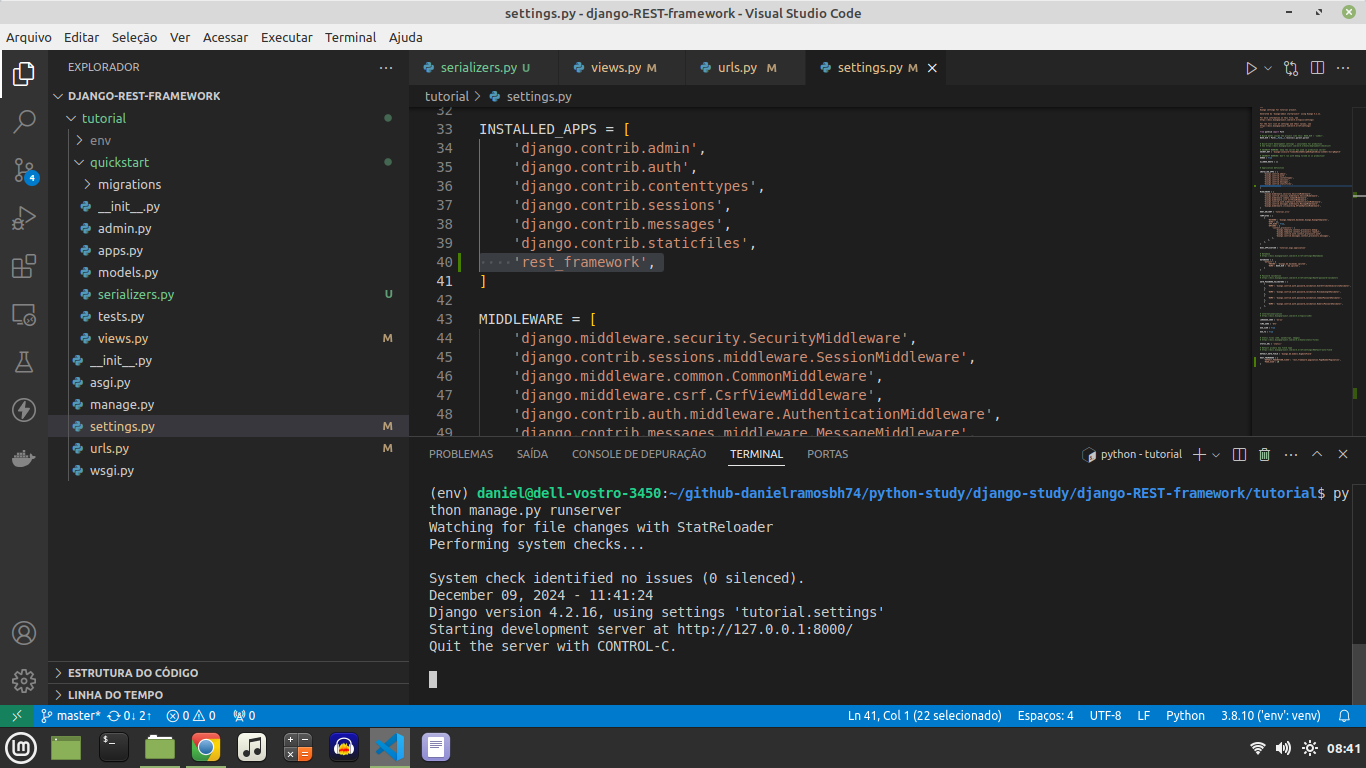 settings.py - django-REST-framework - Visual Studio Code
Arquivo Editar Seleção Ver Acessar Executar Terminal Ajuda
EXPLORADOR
DJANGO-REST-FRAMEWORK
tutorial
env
quickstart
migrations
__init__.py
admin.py
apps.py
models.py
serializers.py U
tests.py
views.py M
__init__.py
asgi.py
manage.py
settings.py M
urls.py M
wsgi.py
ESTRUTURA DO CÓDIGO
LINHA DO TEMPO
4
serializers.py U views.py M urls.py M settings.py M
tutorial > settings.py
32
33 INSTALLED_APPS = [
34 'django.contrib.admin',
35 'django.contrib.auth',
36 'django.contrib.contenttypes',
37 'django.contrib.sessions',
38 'django.contrib.messages',
39 'django.contrib.staticfiles',
40 'rest_framework',
41 ]
42
43 MIDDLEWARE = [
44 'django.middleware.security.SecurityMiddleware',
45 'django.contrib.sessions.middleware.SessionMiddleware',
46 'django.middleware.common.CommonMiddleware',
47 'django.middleware.csrf.CsrfViewMiddleware',
48 'django.contrib.auth.middleware.AuthenticationMiddleware',
49 'django.contrib.messages.middleware.MessageMiddleware',
PROBLEMAS SAÍDA CONSOLE DE DEPURAÇÃO TERMINAL PORTAS
python - tutorial
(env) daniel@dell-vostro-3450:~/github-danielramosbh74/python-study/django-study/django-REST-framework/tutorial$ py
thon manage.py runserver
Watching for file changes with StatReloader
Performing system checks...
System check identified no issues (0 silenced).
December 09, 2024 - 11:41:24
Django version 4.2.16, using settings 'tutorial.settings'
Starting development server at http://127.0.0.1:8000/
Quit the server with CONTROL-C.
master* 0↓ 2↑ 0 0 0
Ln 41, Col 1 (22 selecionado) Espaços: 4 UTF-8 LF Python 3.8.10 ('env': venv)
08:41